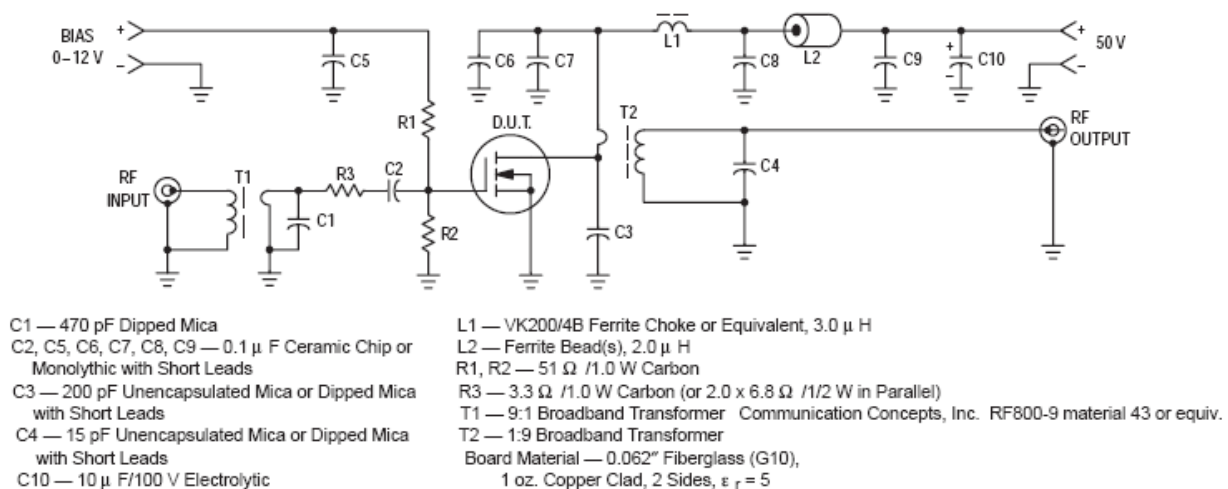 BIAS
0–12 V
+
–
C5
R1
C6
C7
L1
C8
L2
C9
+
–
C10
+
–
50 V
D.U.T.
T2
RF
OUTPUT
C4
RF
INPUT
T1
C1
R3
C2
R2
C3
C1 — 470 pF Dipped Mica
C2, C5, C6, C7, C8, C9 — 0.1 µ F Ceramic Chip or
Monolythic with Short Leads
C3 — 200 pF Unencapsulated Mica or Dipped Mica
with Short Leads
C4 — 15 pF Unencapsulated Mica or Dipped Mica
with Short Leads
C10 — 10 µ F/100 V Electrolytic
L1 — VK200/4B Ferrite Choke or Equivalent, 3.0 µ H
L2 — Ferrite Bead(s), 2.0 µ H
R1, R2 — 51 Ω /1.0 W Carbon
R3 — 3.3 Ω /1.0 W Carbon (or 2.0 x 6.8 Ω /1/2 W in Parallel)
T1 — 9:1 Broadband Transformer Communication Concepts, Inc. RF800-9 material 43 or equiv.
T2 — 1:9 Broadband Transformer
Board Material — 0.062″ Fiberglass (G10),
1 oz. Copper Clad, 2 Sides, ε r = 5